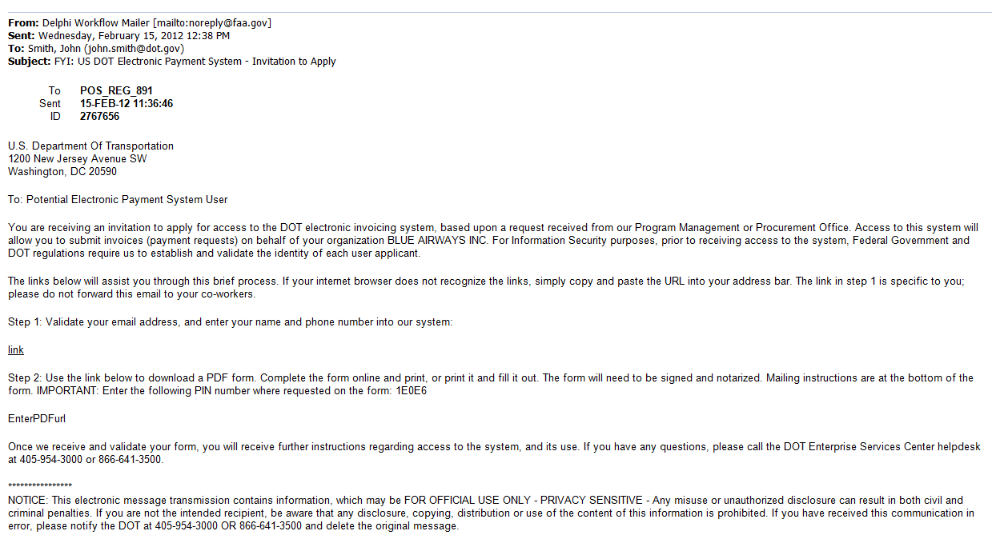 From: Delphi Workflow Mailer [mailto:noreply@faa.gov]
Sent: Wednesday, February 15, 2012 12:38 PM
To: Smith, John (john.smith@dot.gov)
Subject: FYI: US DOT Electronic Payment System - Invitation to Apply
To POS_REG_891
Sent 15-FEB-12 11:36:46
ID 2767656
U.S. Department Of Transportation
1200 New Jersey Avenue SW
Washington, DC 20590
To: Potential Electronic Payment System User
You are receiving an invitation to apply for access to the DOT electronic invoicing system, based upon a request received from our Program Management or Procurement Office. Access to this system will
allow you to submit invoices (payment requests) on behalf of your organization BLUE AIRWAYS INC. For Information Security purposes, prior to receiving access to the system, Federal Government and
DOT regulations require us to establish and validate the identity of each user applicant.
The links below will assist you through this brief process. If your internet browser does not recognize the links, simply copy and paste the URL into your address bar. The link in step 1 is specific to you;
please do not forward this email to your co-workers.
Step 1: Validate your email address, and enter your name and phone number into our system:
link
Step 2: Use the link below to download a PDF form. Complete the form online and print, or print it and fill it out. The form will need to be signed and notarized. Mailing instructions are at the bottom of the
form. IMPORTANT: Enter the following PIN number where requested on the form: 1E0E6
EnterPDFurl
Once we receive and validate your form, you will receive further instructions regarding access to the system, and its use. If you have any questions, please call the DOT Enterprise Services Center helpdesk
at 405-954-3000 or 866-641-3500.
****************
NOTICE: This electronic message transmission contains information, which may be FOR OFFICIAL USE ONLY - PRIVACY SENSITIVE - Any misuse or unauthorized disclosure can result in both civil and
criminal penalties. If you are not the intended recipient, be aware that any disclosure, copying, distribution or use of the content of this information is prohibited. If you have received this communication in
error, please notify the DOT at 405-954-3000 OR 866-641-3500 and delete the original message.